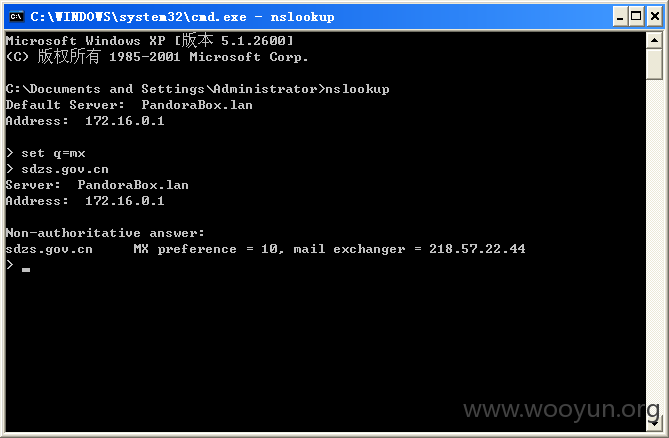 C:\WINDOWS\system32\cmd.exe - nslookup
Microsoft Windows XP [版本 5.1.2600]
(C) 版权所有 1985-2001 Microsoft Corp.
C:\Documents and Settings\Administrator>nslookup
Default Server:  PandoraBox.lan
Address:  172.16.0.1
> set q=mx
> sdzs.gov.cn
Server:  PandoraBox.lan
Address:  172.16.0.1
Non-authoritative answer:
sdzs.gov.cn     MX preference = 10, mail exchanger = 218.57.22.44
>
www.wooyun.org